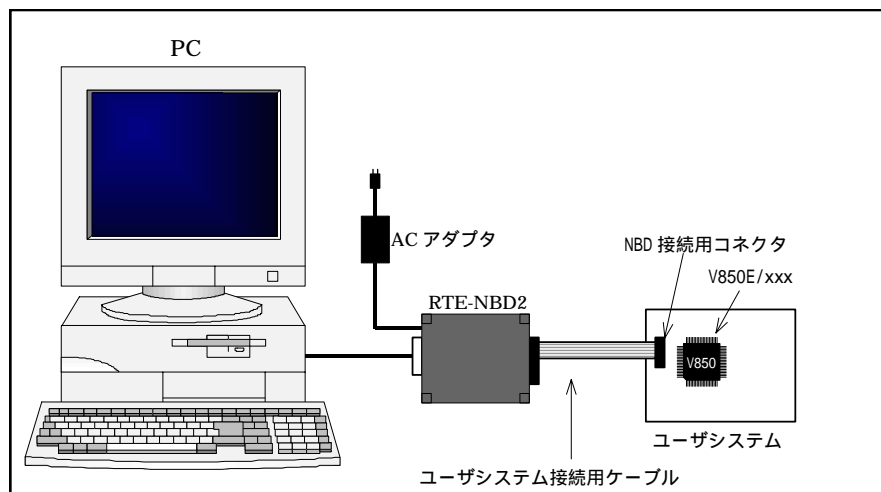 PC
AC アダプタ
NBD 接続用コネクタ
V850E/xxx
RTE-NBD2
V850
ユーザシステム
ユーザシステム接続用ケーブル